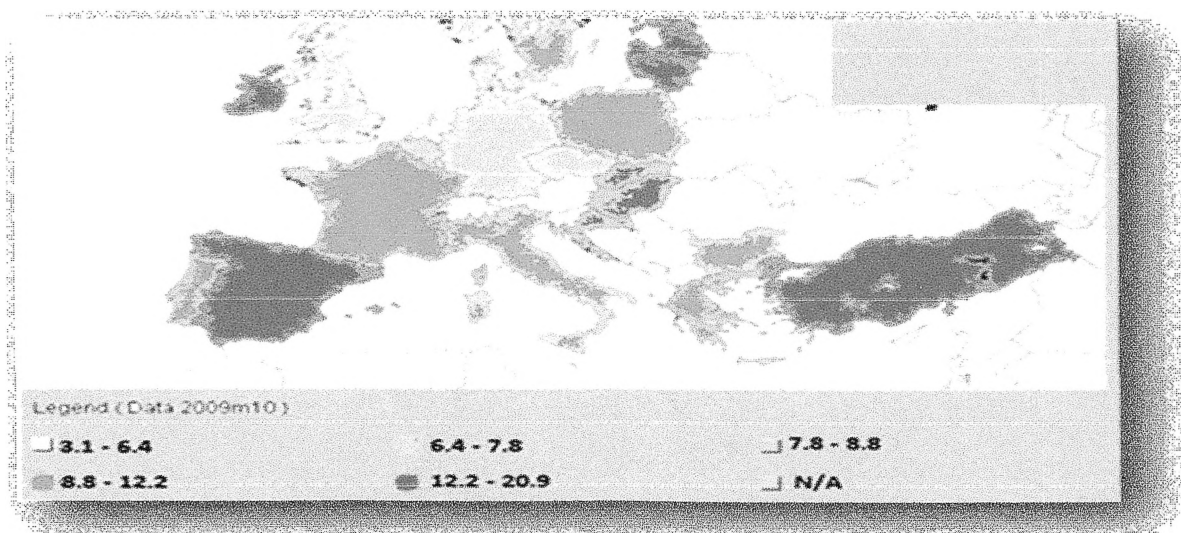 Legend ( Data 2009m10 )
3.1 - 6.4 6.4 - 7.8 7.8 - 8.8
8.8 - 12.2 12.2 - 20.9 N/A